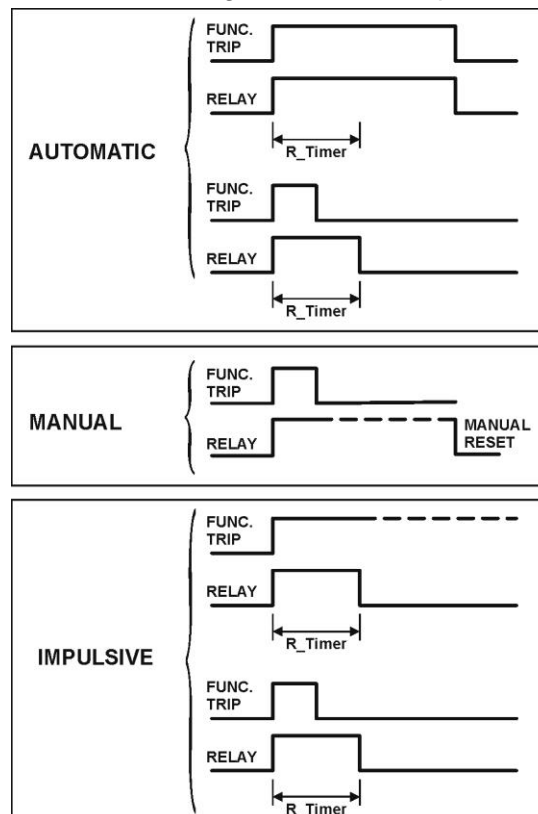 FUNC.
TRIP
RELAY
R_Timer
AUTOMATIC
FUNC.
TRIP
RELAY
R_Timer
FUNC.
TRIP
MANUAL
RELAY
MANUAL
RESET
FUNC.
TRIP
RELAY
R_Timer
IMPULSIVE
FUNC.
TRIP
RELAY
R_Timer